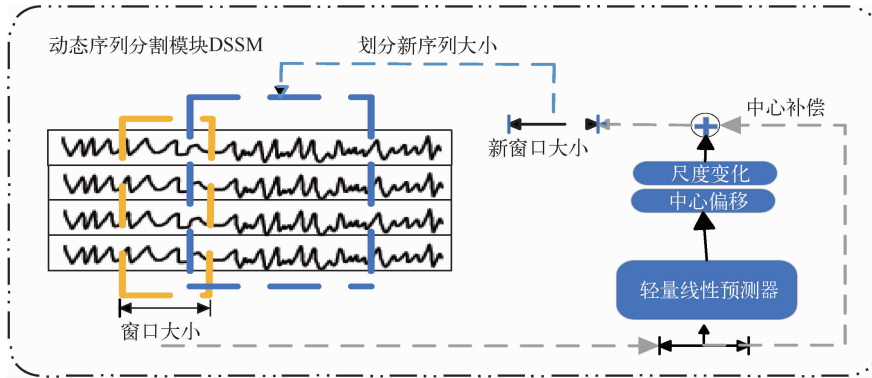 动态序列分割模块DSSM
划分新序列大小
中心补偿
新窗口大小
尺度变化
中心偏移
轻量线性预测器
窗口大小